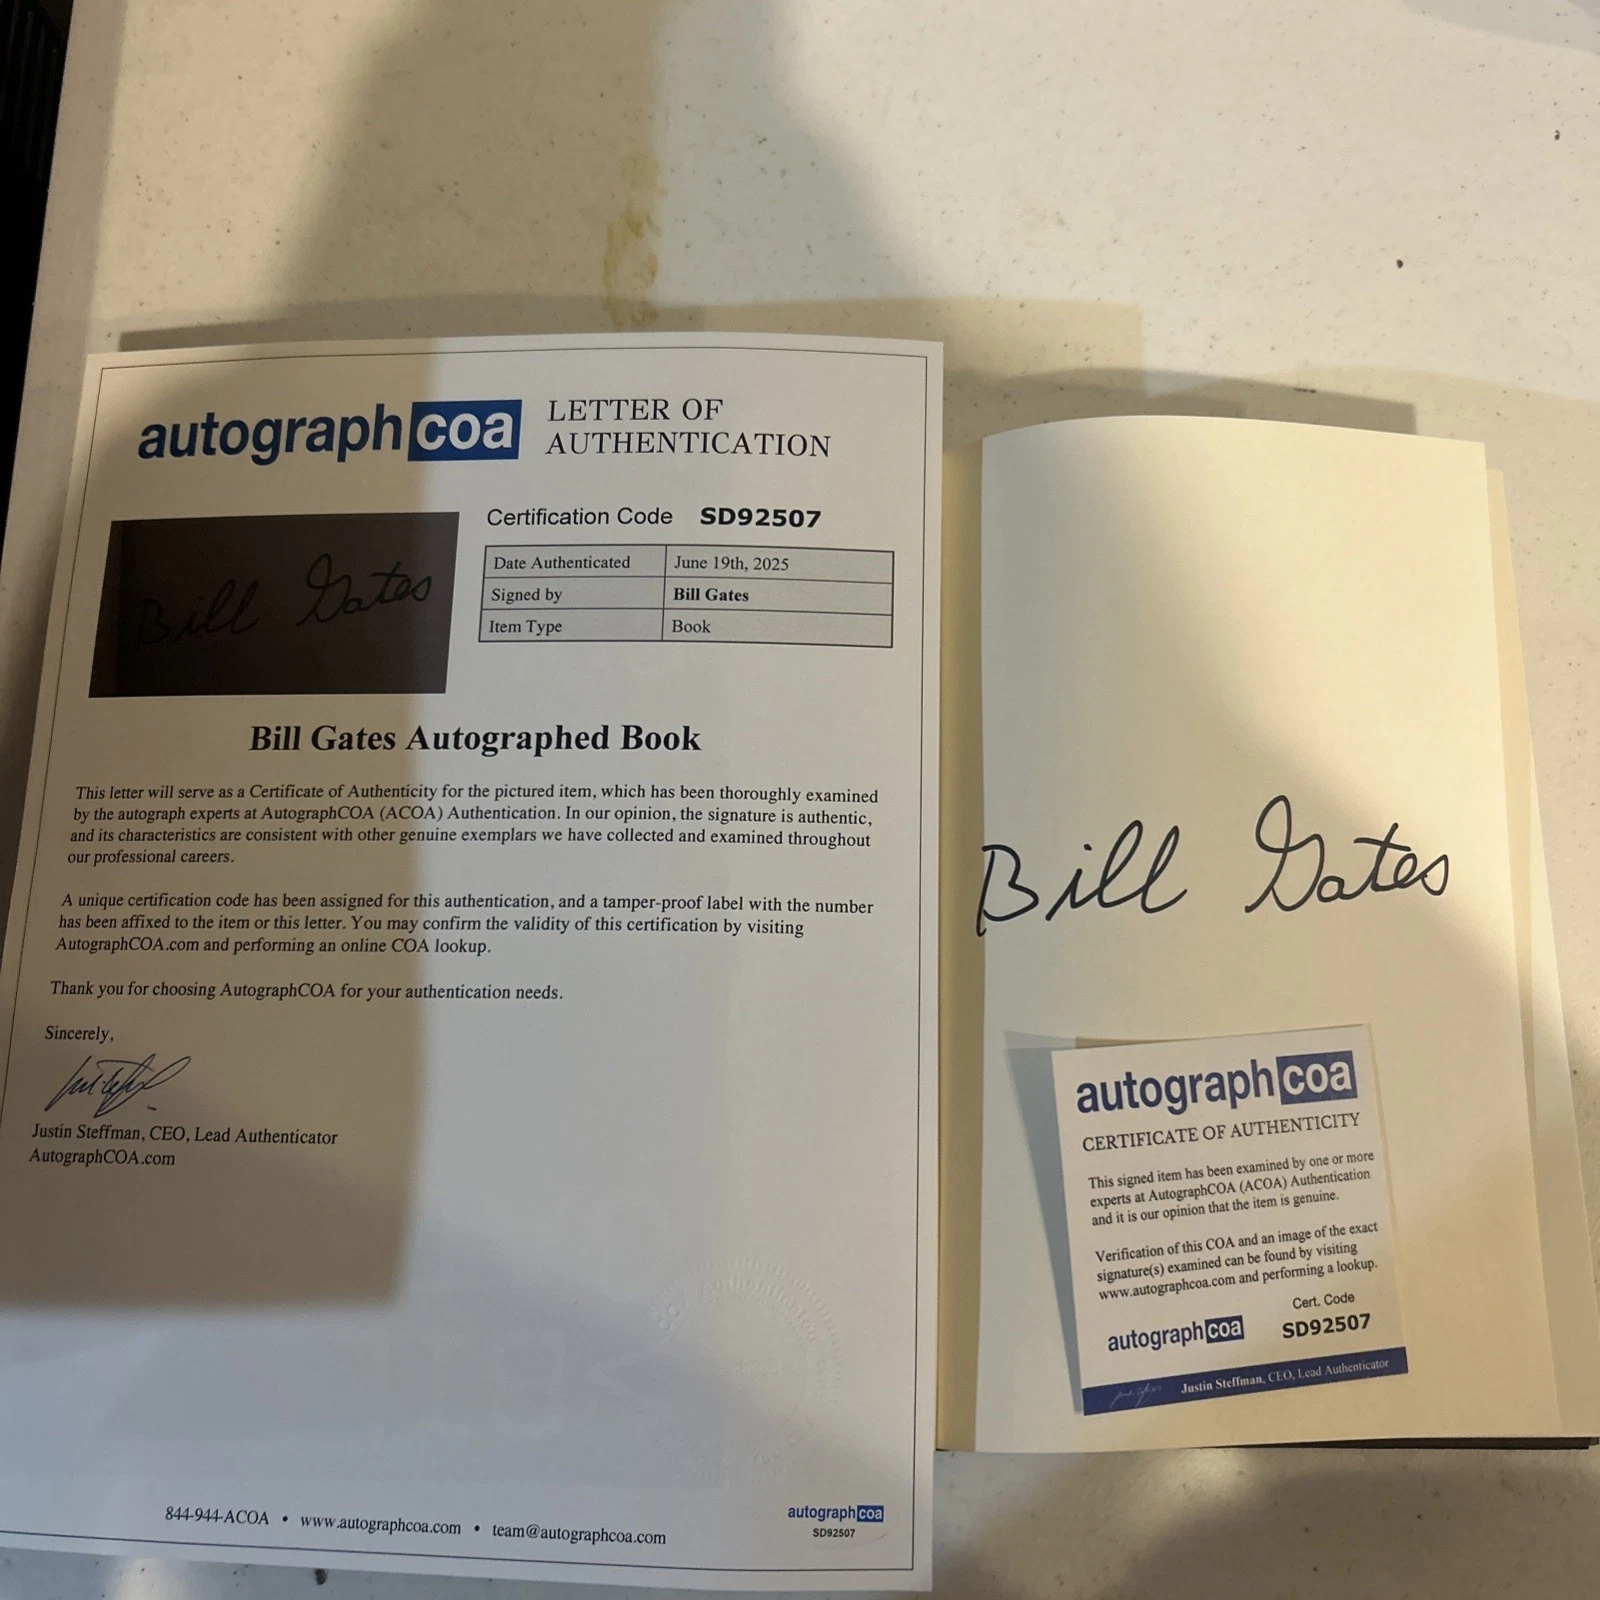 autographcoa
LETTER OF
AUTHENTICATION
Certification Code SD92507
Bill Gates
Date Authenticated June 19th, 2025
Signed by Bill Gates
Item Type Book
Bill Gates Autographed Book
This letter will serve as a Certificate of Authenticity for the pictured item, which has been thoroughly examined
by the autograph experts at AutographCOA (ACOA) Authentication. In our opinion, the signature is authentic,
and its characteristics are consistent with other genuine exemplars we have collected and examined throughout
our professional careers.
A unique certification code has been assigned for this authentication, and a tamper-proof label with the number
has been affixed to the item or this letter. You may confirm the validity of this certification by visiting
AutographCOA.com and performing an online COA lookup.
Thank you for choosing AutographCOA for your authentication needs.
Sincerely,
Justin Steffman, CEO, Lead Authenticator
AutographCOA.com
844-944-ACOA • www.autographcoa.com • team@autographcoa.com
autographcoa
SD92507
Bill Gates
autographcoa
CERTIFICATE OF AUTHENTICITY
This signed item has been examined by one or more
experts at AutographCOA (ACOA) Authentication
and it is our opinion that the item is genuine.
Verification of this COA and an image of the exact
signature(s) examined can be found by visiting
www.autographcoa.com and performing a lookup.
Cert. Code
autographcoa SD92507
Justin Steffman, CEO, Lead Authenticator